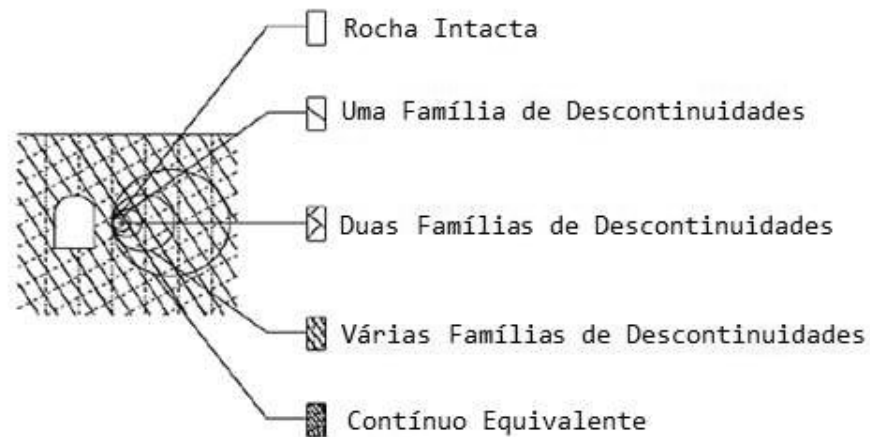 Rocha Intacta
Uma Família de Descontinuidades
Duas Famílias de Descontinuidades
Várias Famílias de Descontinuidades
Contínuo Equivalente